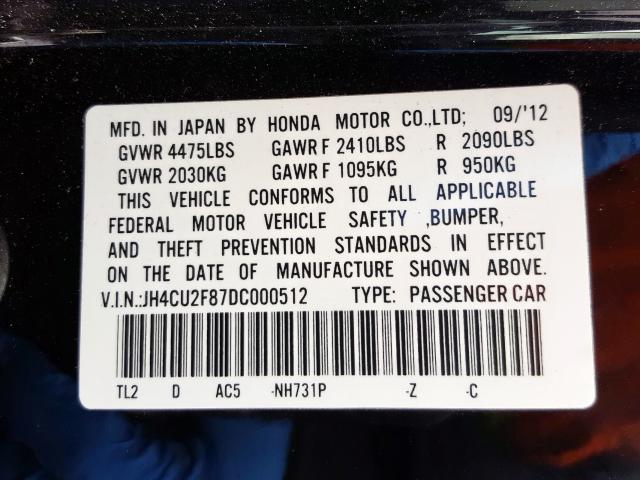 MFD. IN JAPAN BY HONDA MOTOR CO.,LTD; 09/'12
GVWR 4475LBS GAWR F 2410LBS R 2090LBS
GVWR 2030KG GAWR F 1095KG R 950KG
THIS VEHICLE CONFORMS TO ALL APPLICABLE
FEDERAL MOTOR VEHICLE SAFETY ,BUMPER,
AND THEFT PREVENTION STANDARDS IN EFFECT
ON THE DATE OF MANUFACTURE SHOWN ABOVE.
V.I.N.:JH4CU2F87DC000512 TYPE: PASSENGER CAR
TL2 D AC5 -NH731P -Z -C